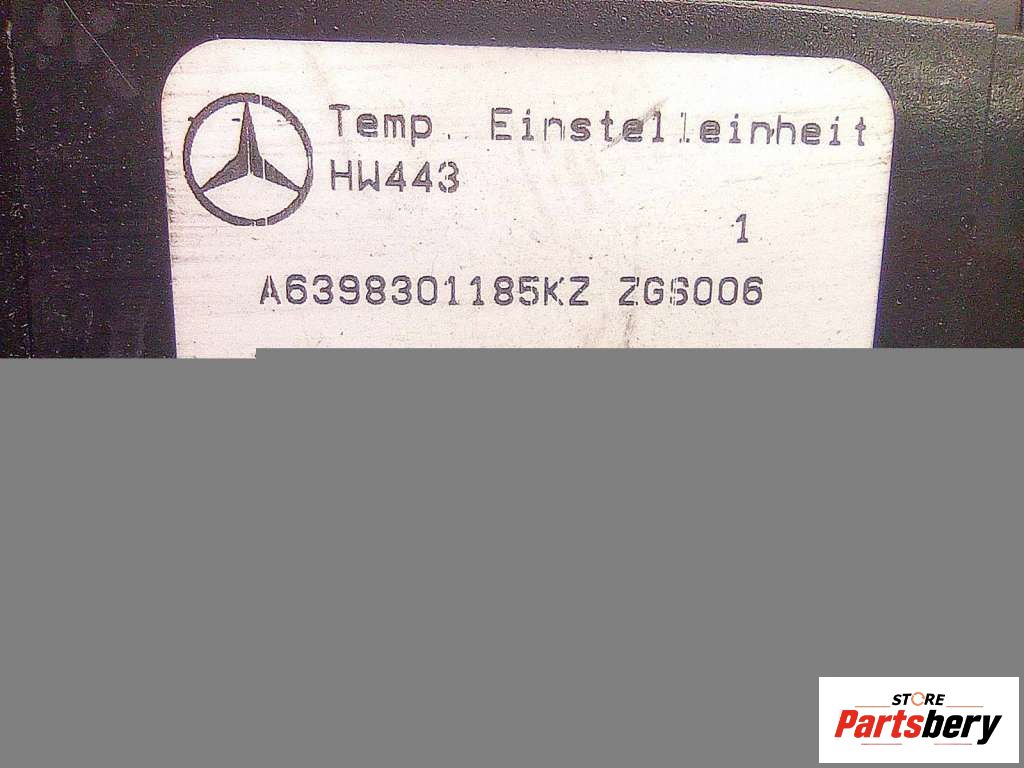 Temp. Einstelleinheit
HW443
1
A6398301185KZ ZGS006
STORE
Partsbery